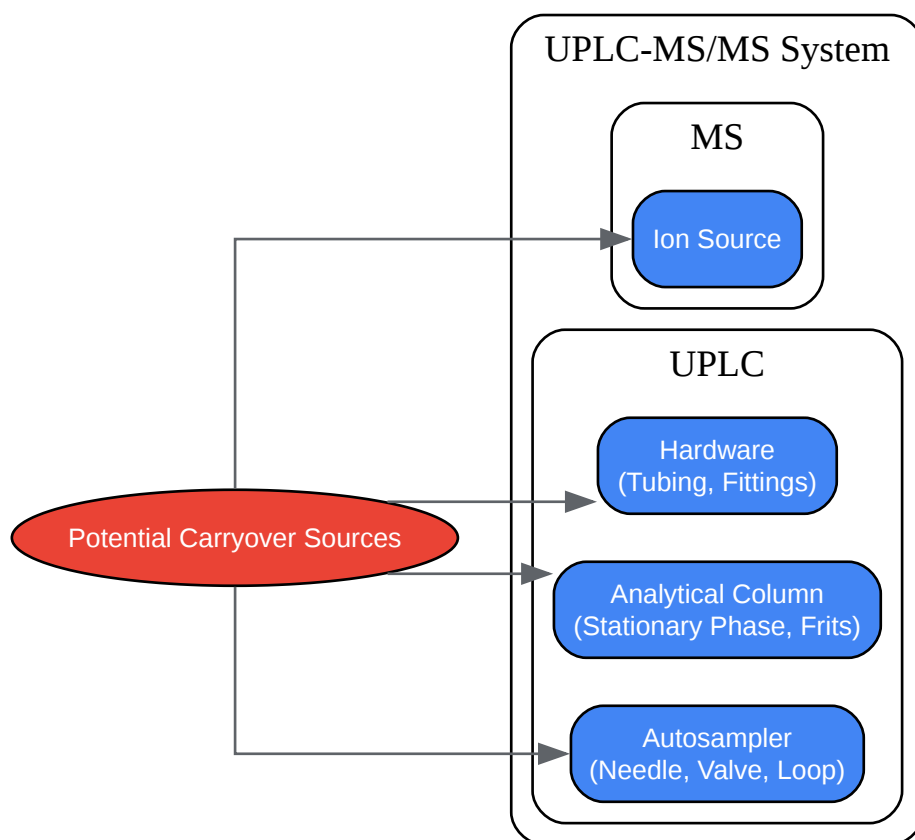 UPLC-MS/MS System
MS
Ion Source
UPLC
Hardware
(Tubing, Fittings)
Potential Carryover Sources
Analytical Column
(Stationary Phase, Frits)
Autosampler
(Needle, Valve, Loop)